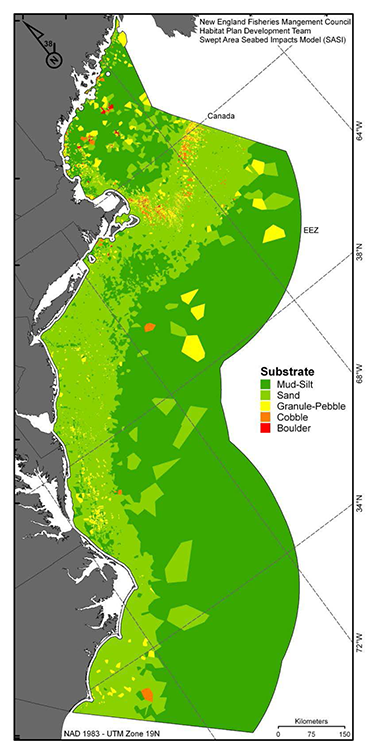 New England Fisheries Mangement Council
Habitat Plan Development Team
Swept Area Seabed Impacts Model (SASI)
38
N
Canada
64°W
EEZ
38°N
68°W
Substrate
Mud-Silt
Sand
Granule-Pebble
Cobble
Boulder
34°N
72°W
Kilometers
0 75 150
NAD 1983 - UTM Zone 19N